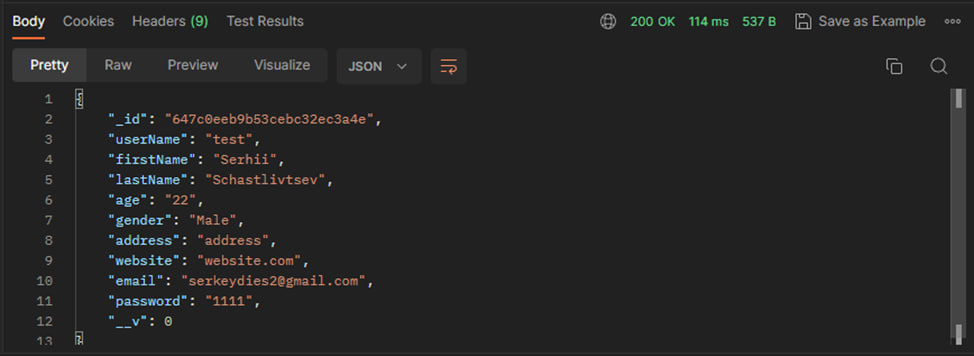 Body Cookies Headers (9) Test Results 200 OK 114 ms 537 B Save as Example
Pretty Raw Preview Visualize JSON
1 {
2 "_id": "647c0eeb9b53cebc32ec3a4e",
3 "userName": "test",
4 "firstName": "Serhii",
5 "lastName": "Schastlivtsev",
6 "age": "22",
7 "gender": "Male",
8 "address": "address",
9 "website": "website.com",
10 "email": "serkeydies2@gmail.com",
11 "password": "1111",
12 "__v": 0
13 }